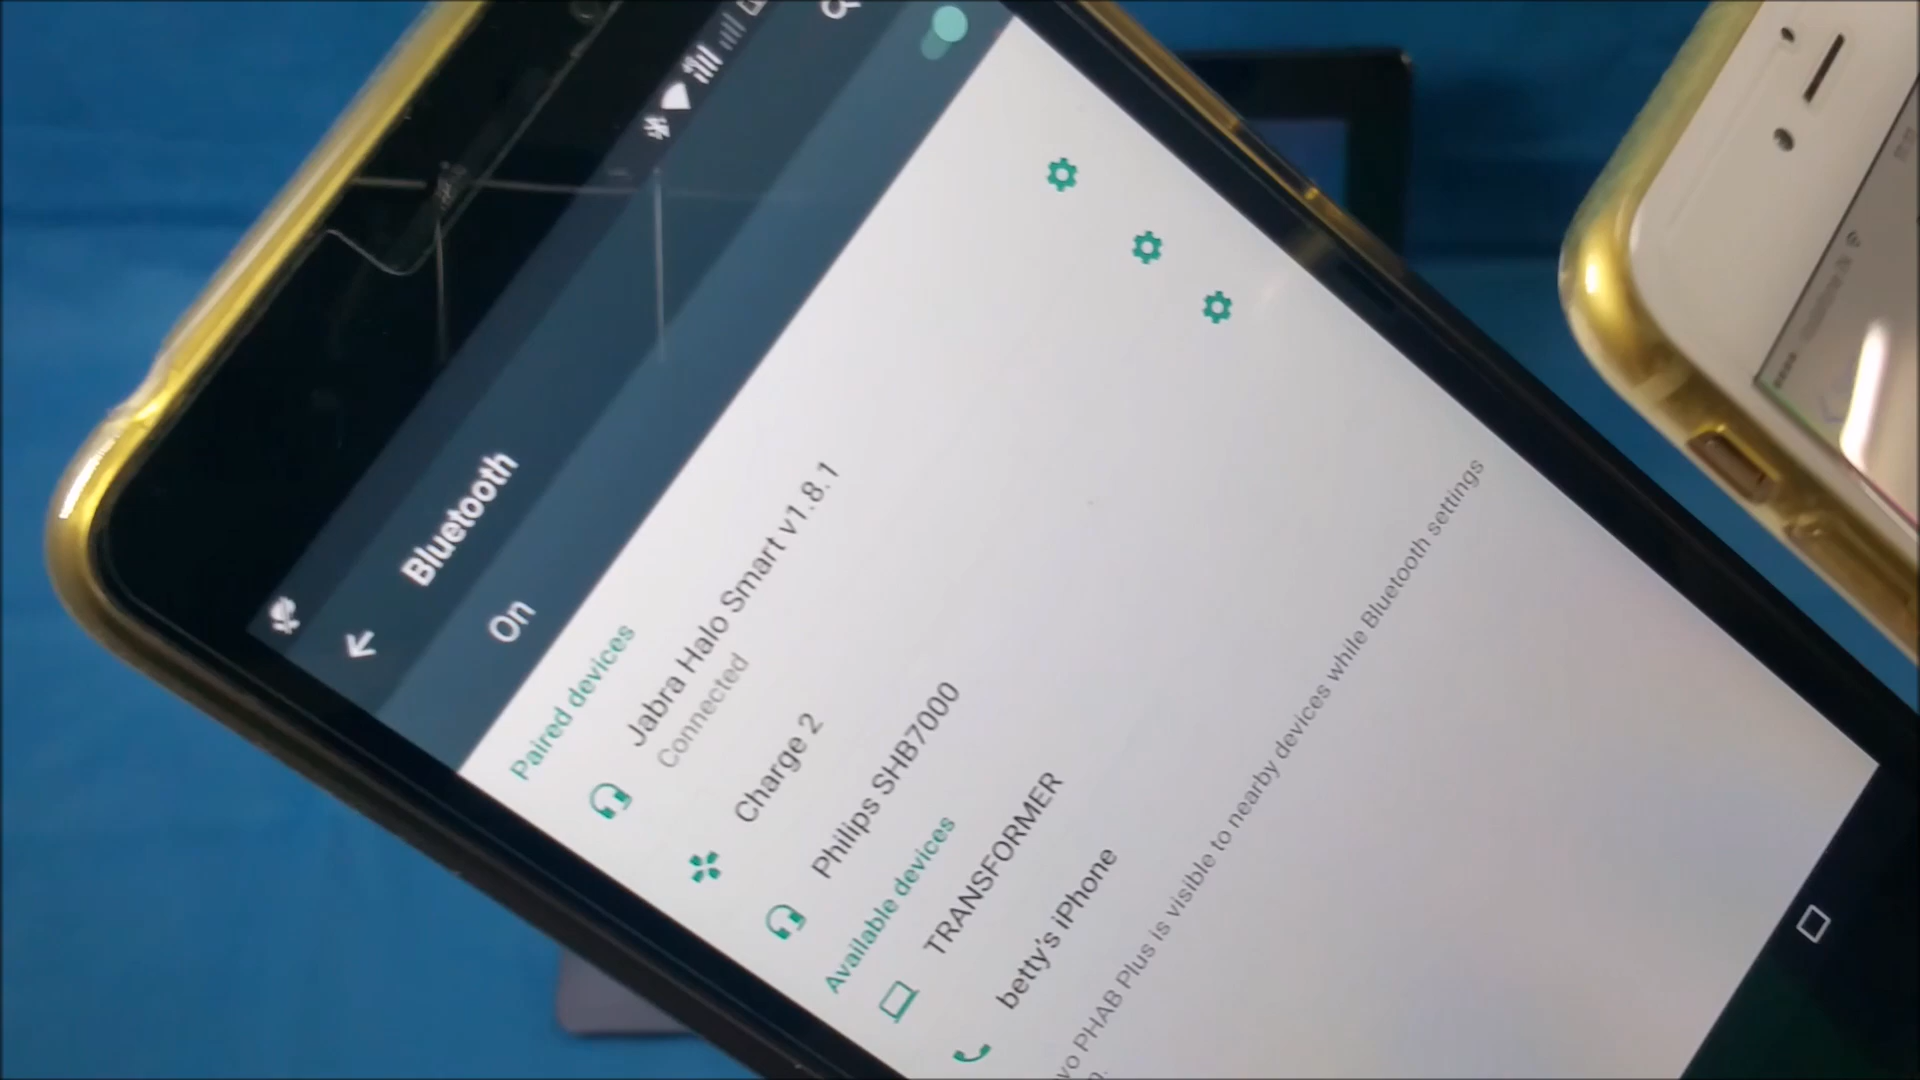 Bluetooth
On
Paired devices
Jabra Halo Smart v1.8.1
Connected
Charge 2
Philips SHB7000
Available devices
TRANSFORMER
betty's iPhone
PHAB Plus is visible to nearby devices while Bluetooth settings